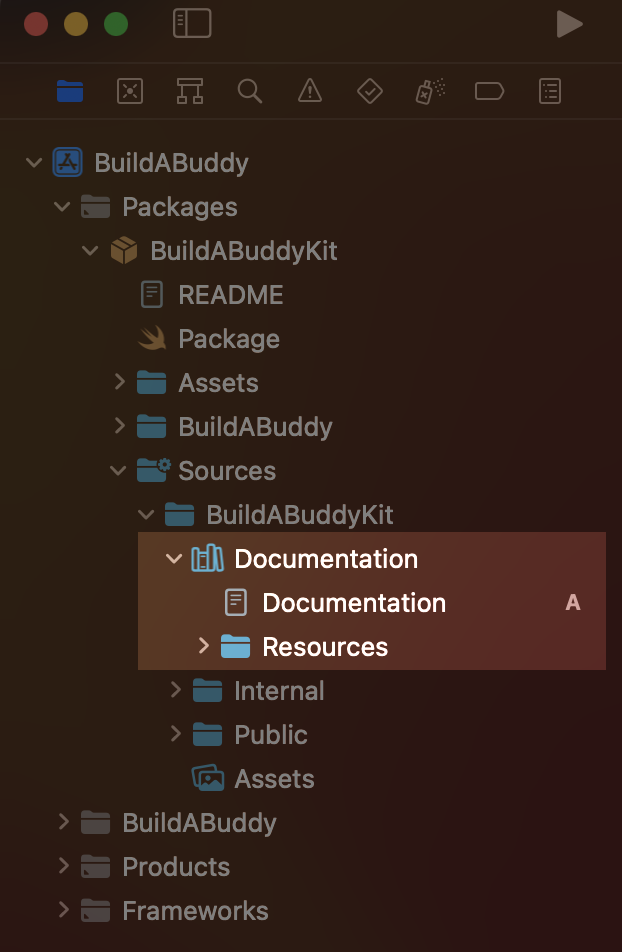 BuildABuddy
Packages
BuildABuddyKit
README
Package
Assets
BuildABuddy
Sources
BuildABuddyKit
Documentation
Documentation A
Resources
Internal
Public
Assets
BuildABuddy
Products
Frameworks